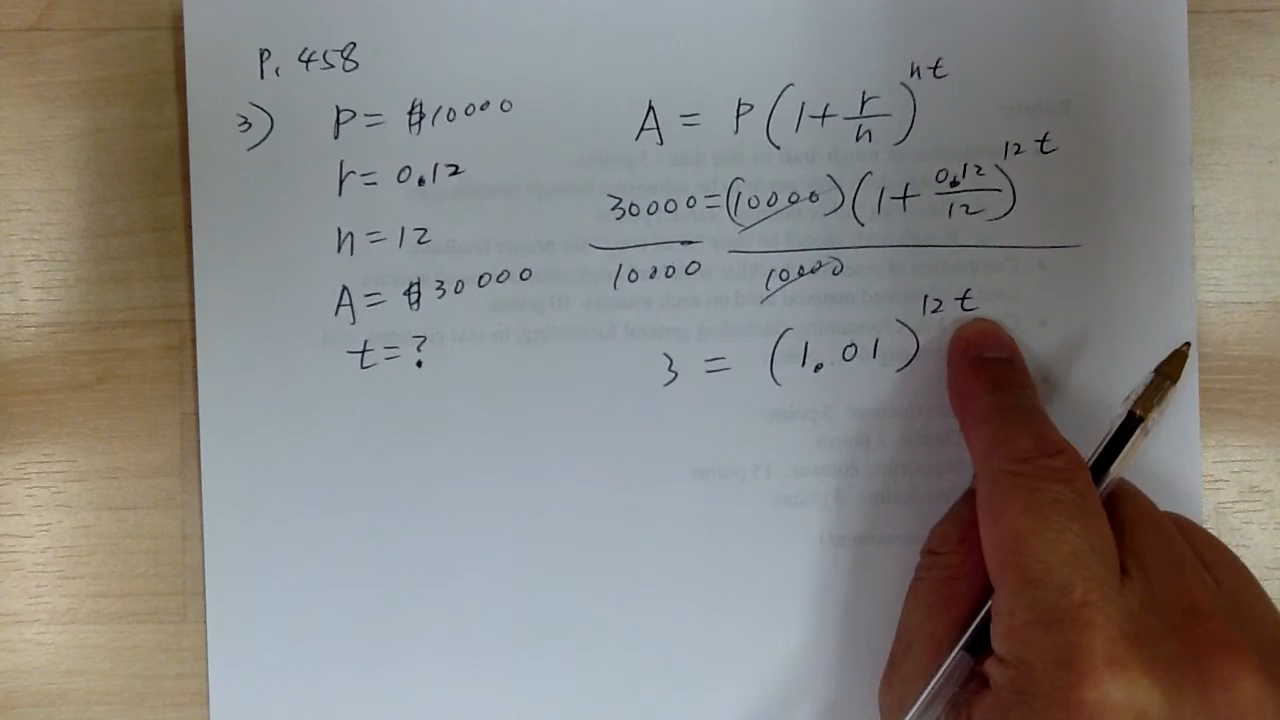 P. 458
3) P = $10000
r = 0.12
n = 12
A = $30000
t = ?
A = P(1+r/n)^nt
30000 = (10000)(1+0.12/12)^12t
10000 10000
3 = (1.01)^12t